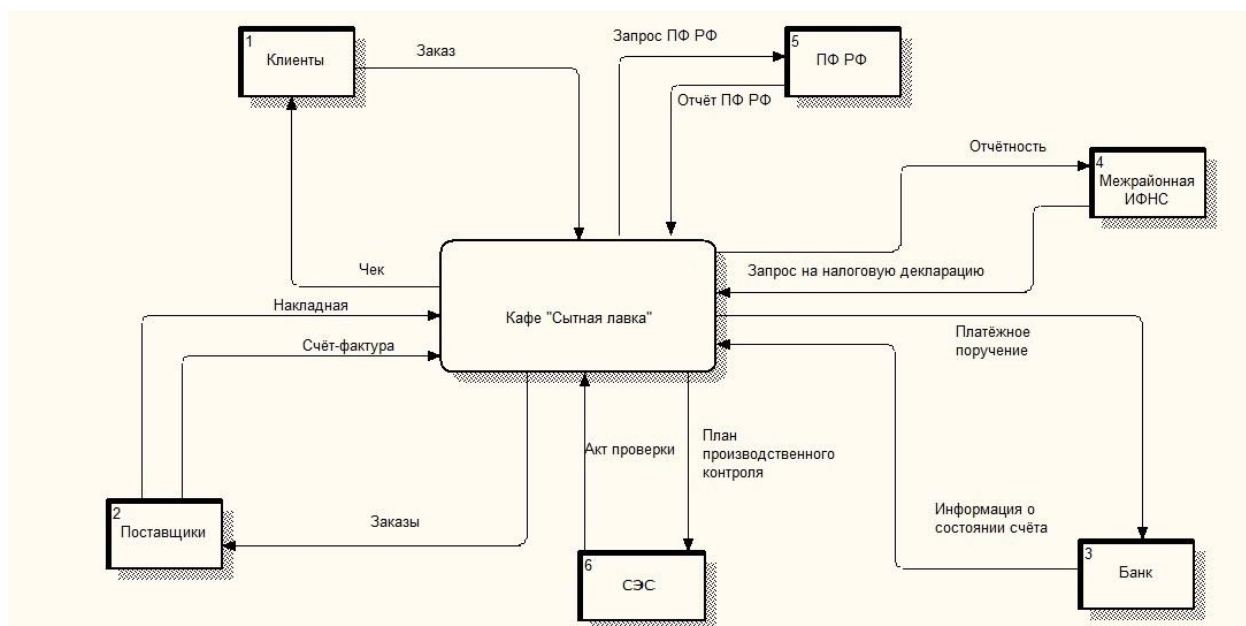 1
Клиенты
Заказ
Запрос ПФ РФ
5
ПФ РФ
Отчёт ПФ РФ
Отчётность
4
Межрайонная
ИФНС
Чек
Запрос на налоговую декларацию
Накладная
Кафе "Сытная лавка"
Счёт-фактура
Платёжное
поручение
Акт проверки
План
производственного
контроля
2
Поставщики
Заказы
Информация о
состоянии счёта
6
СЭС
3
Банк